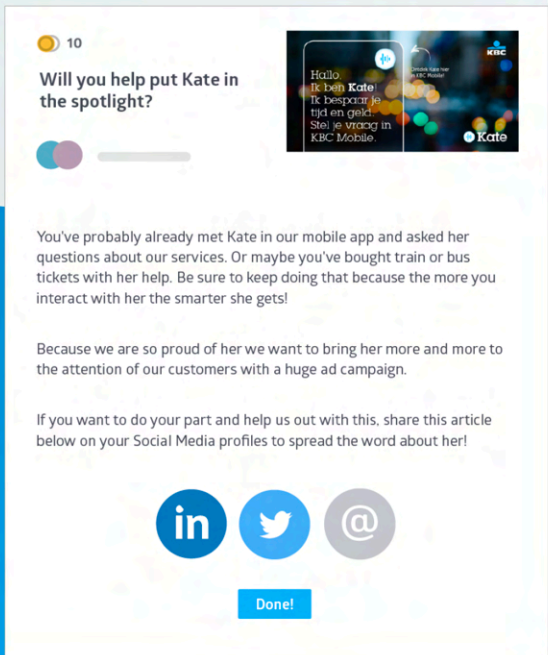 10
Will you help put Kate in
the spotlight?
KBC
Hallo.
Ik ben Kate!
Ik bespaar je
tijd en geld.
Stel je vraag in
KBC Mobile.
Kate
You've probably already met Kate in our mobile app and asked her
questions about our services. Or maybe you've bought train or bus
tickets with her help. Be sure to keep doing that because the more you
interact with her the smarter she gets!
Because we are so proud of her we want to bring her more and more to
the attention of our customers with a huge ad campaign.
If you want to do your part and help us out with this, share this article
below on your Social Media profiles to spread the word about her!
in
@
Done!